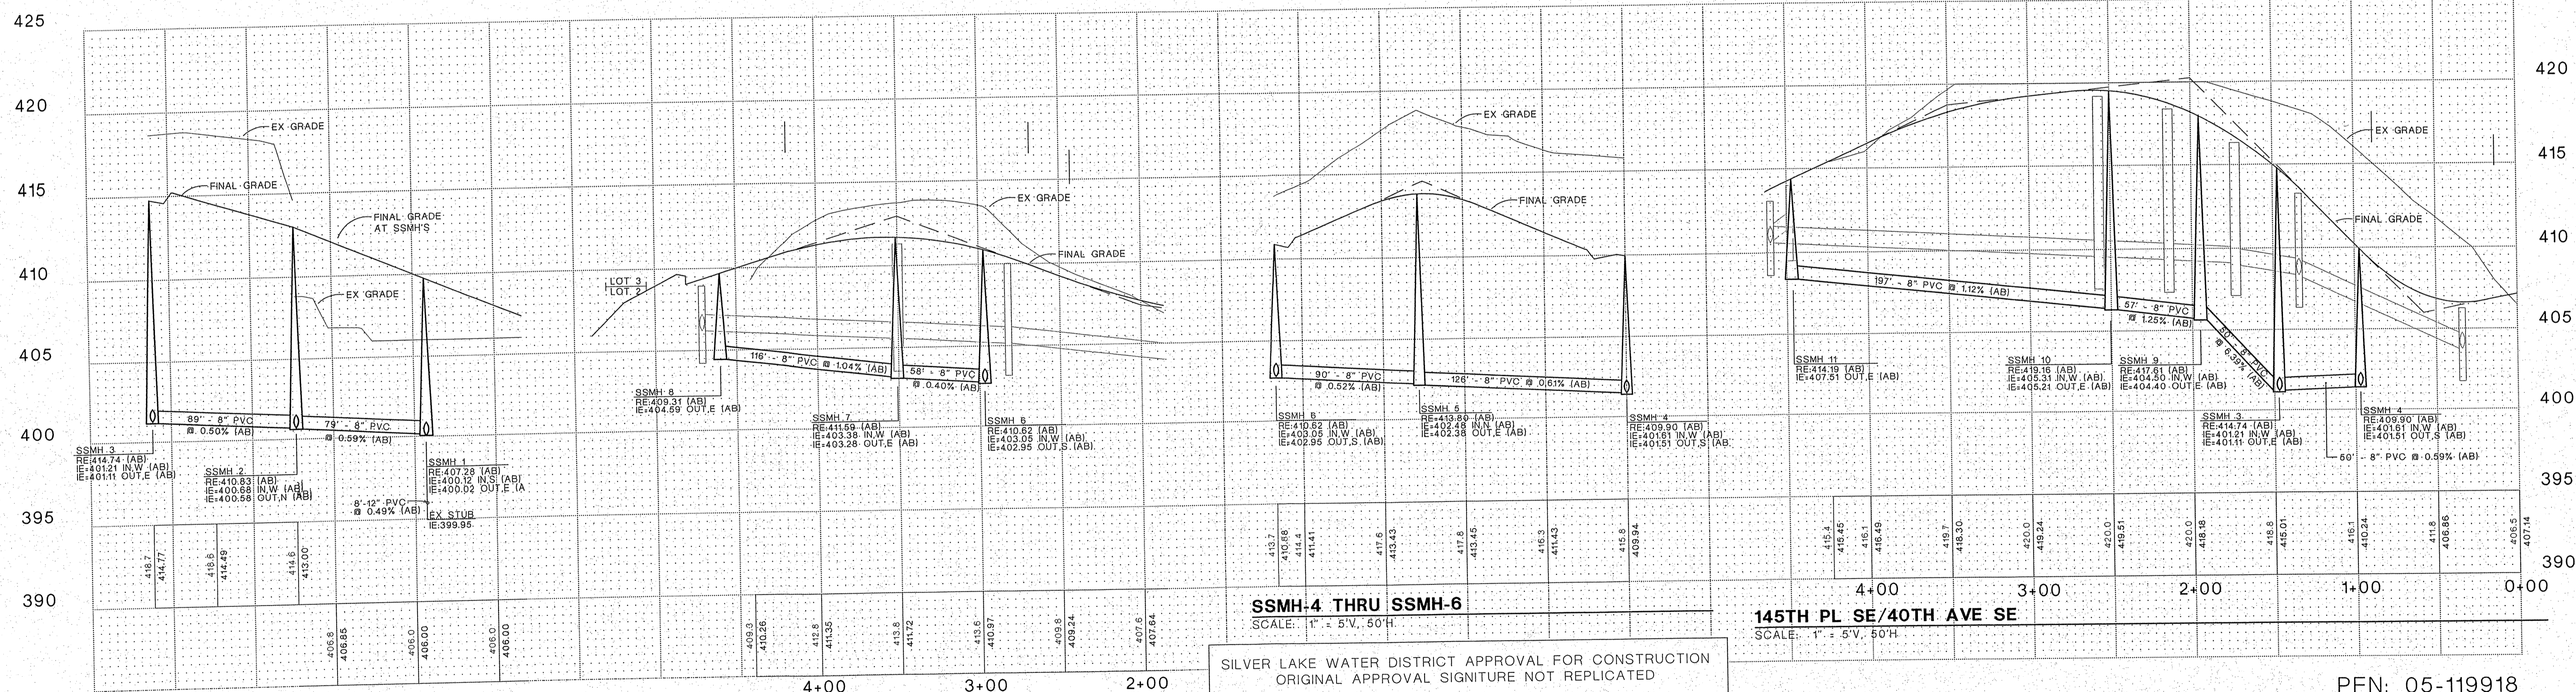 425
420
415
410
405
400
395
390
EX GRADE
FINAL GRADE
FINAL GRADE
AT SSMH'S
EX GRADE
89' - 8" PVC
@ 0.50% (AB)
79' - 8" PVC
@ 0.59% (AB)
SSMH 3
RE:414.74 (AB)
IE=401.21 IN,W (AB)
IE=401.11 OUT,E (AB)
SSMH 2
RE:410.83 (AB)
IE=400.68 IN,W (AB)
IE=400.58 OUT,N (AB)
SSMH 1
RE:407.28 (AB)
IE=400.12 IN,S (AB)
IE=400.02 OUT,E (A
8'-12" PVC
@ 0.49% (AB)
EX STUB
IE:399.95
418.7
414.77
418.6
414.49
414.6
413.00
406.8
406.85
406.0
406.00
406.0
406.00
LOT 3
LOT 2
EX GRADE
FINAL GRADE
116' - 8" PVC @ 1.04% (AB)
58' - 8" PVC
@ 0.40% (AB)
SSMH 8
RE:409.31 (AB)
IE=404.59 OUT,E (AB)
SSMH 7
RE:411.59 (AB)
IE=403.38 IN,W (AB)
IE=403.28 OUT,E (AB)
SSMH 6
RE:410.62 (AB)
IE=403.05 IN,W (AB)
IE=402.95 OUT,S (AB)
409.3
410.26
412.8
411.35
413.8
411.72
413.6
410.97
409.8
409.24
407.6
407.64
4+00
3+00
2+00
EX GRADE
FINAL GRADE
90' - 8" PVC
@ 0.52% (AB)
126' - 8" PVC @ 0.61% (AB)
SSMH 6
RE:410.62 (AB)
IE=403.05 IN,W (AB)
IE=402.95 OUT,S (AB)
SSMH 5
RE:413.80 (AB)
IE=402.48 IN,N (AB)
IE=402.38 OUT,E (AB)
SSMH 4
RE:409.90 (AB)
IE=401.61 IN,W (AB)
IE=401.51 OUT,S (AB)
413.7
410.88
414.4
411.41
417.6
413.43
417.8
413.45
416.3
411.43
415.8
409.94
SSMH-4 THRU SSMH-6
SCALE: 1" = 5'V, 50'H
EX GRADE
FINAL GRADE
197' - 8" PVC @ 1.12% (AB)
57' - 8" PVC
@ 1.25% (AB)
50' - 8" PVC
@ 6.39% (AB)
SSMH 11
RE:414.19 (AB)
IE=407.51 OUT,E (AB)
SSMH 10
RE:419.16 (AB)
IE=405.31 IN,W (AB)
IE=405.21 OUT,E (AB)
SSMH 9
RE:417.61 (AB)
IE=404.50 IN,W (AB)
IE=404.40 OUT,E (AB)
SSMH 3
RE:414.74 (AB)
IE=401.21 IN,W (AB)
IE=401.11 OUT,E (AB)
SSMH 4
RE:409.90 (AB)
IE=401.61 IN,W (AB)
IE=401.51 OUT,S (AB)
50' - 8" PVC @ 0.59% (AB)
415.4
415.45
416.1
416.49
419.7
418.30
420.0
419.24
420.0
419.51
420.0
418.18
418.8
415.01
416.1
410.24
411.8
406.86
406.5
407.14
4+00
3+00
2+00
1+00
0+00
145TH PL SE/40TH AVE SE
SCALE: 1" = 5'V, 50'H
420
415
410
405
400
395
390
SILVER LAKE WATER DISTRICT APPROVAL FOR CONSTRUCTION
ORIGINAL APPROVAL SIGNITURE NOT REPLICATED
PFN: 05-119918